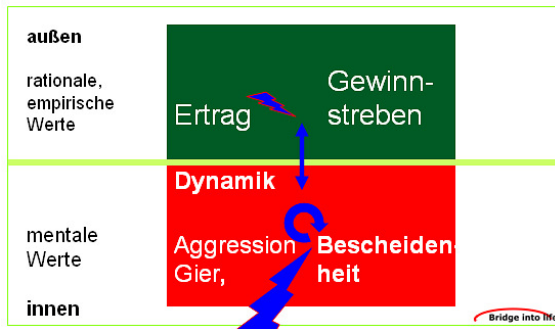 außen
rationale,
empirische
Werte
Ertrag
Gewinn-
streben
Dynamik
mentale
Werte
Aggression
Gier,
Bescheiden-
heit
innen
Bridge into life